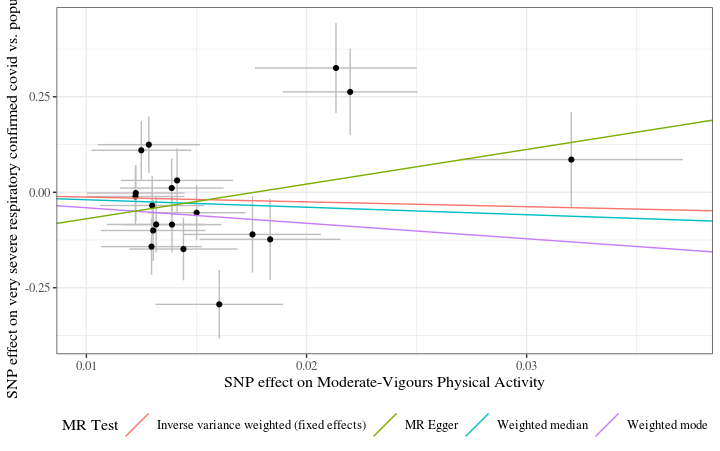 SNP effect on very severe respiratory confirmed covid vs. popu
0.25
0.00
-0.25
0.01
0.02
0.03
SNP effect on Moderate-Vigours Physical Activity
MR Test
Inverse variance weighted (fixed effects)
MR Egger
Weighted median
Weighted mode